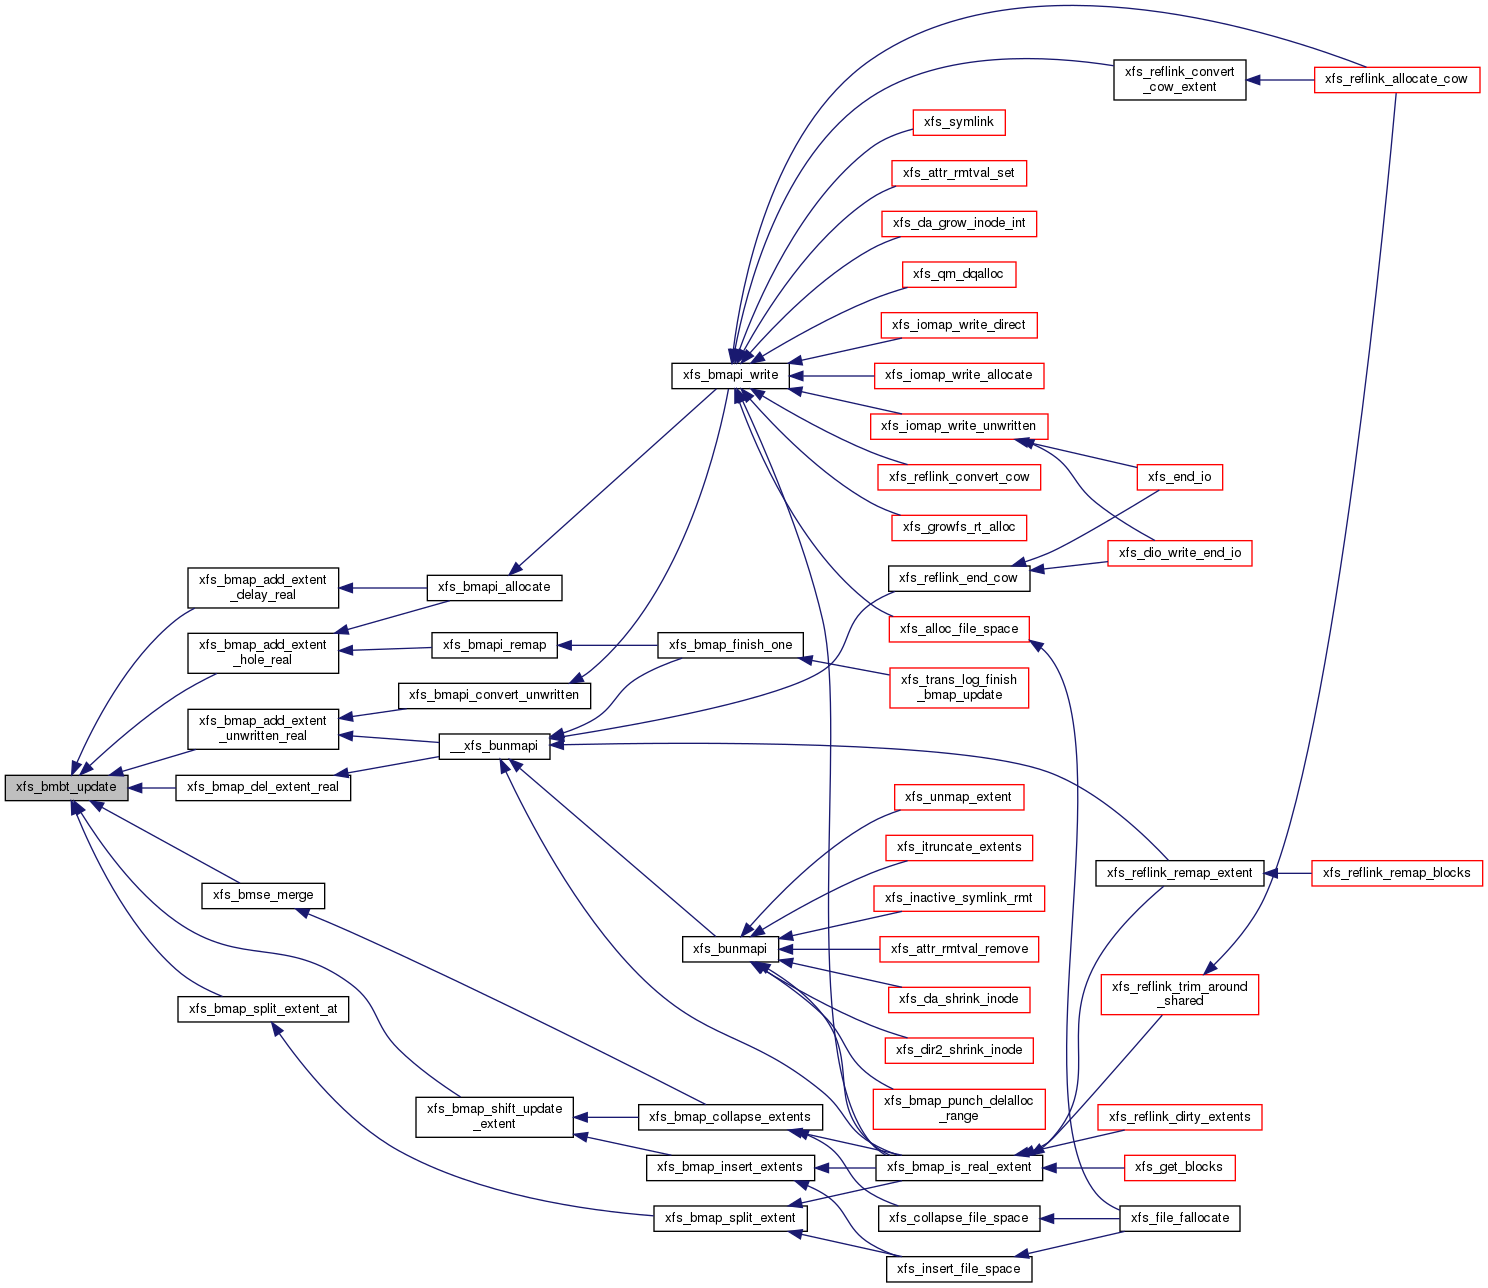 xfs_reflink_convert
_cow_extent
xfs_reflink_allocate_cow
xfs_symlink
xfs_attr_rmtval_set
xfs_da_grow_inode_int
xfs_qm_dqalloc
xfs_iomap_write_direct
xfs_bmapi_write
xfs_iomap_write_allocate
xfs_iomap_write_unwritten
xfs_reflink_convert_cow
xfs_end_io
xfs_growfs_rt_alloc
xfs_dio_write_end_io
xfs_bmap_add_extent
_delay_real
xfs_bmapi_allocate
xfs_reflink_end_cow
xfs_alloc_file_space
xfs_bmap_add_extent
_hole_real
xfs_bmapi_remap
xfs_bmap_finish_one
xfs_trans_log_finish
_bmap_update
xfs_bmapi_convert_unwritten
xfs_bmap_add_extent
_unwritten_real
__xfs_bunmapi
xfs_bmbt_update
xfs_bmap_del_extent_real
xfs_unmap_extent
xfs_itruncate_extents
xfs_reflink_remap_extent
xfs_reflink_remap_blocks
xfs_bmse_merge
xfs_inactive_symlink_rmt
xfs_bunmapi
xfs_attr_rmtval_remove
xfs_da_shrink_inode
xfs_reflink_trim_around
_shared
xfs_bmap_split_extent_at
xfs_dir2_shrink_inode
xfs_bmap_punch_delalloc
_range
xfs_bmap_shift_update
_extent
xfs_bmap_collapse_extents
xfs_reflink_dirty_extents
xfs_bmap_insert_extents
xfs_bmap_is_real_extent
xfs_get_blocks
xfs_bmap_split_extent
xfs_collapse_file_space
xfs_file_fallocate
xfs_insert_file_space